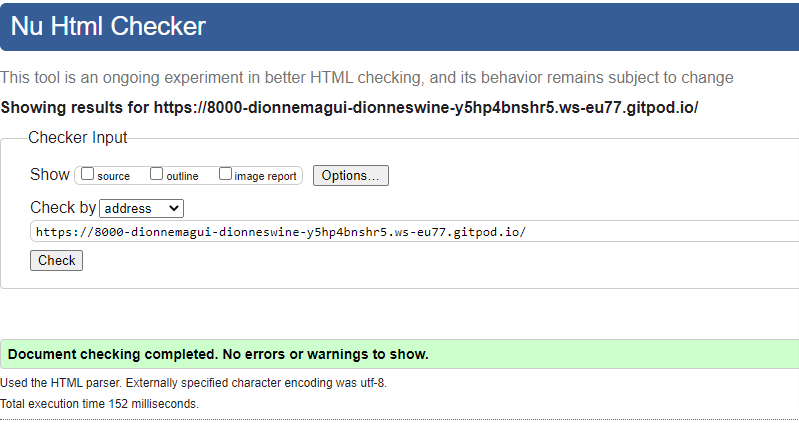 Nu Html Checker
This tool is an ongoing experiment in better HTML checking, and its behavior remains subject to change
Showing results for https://8000-dionnemagui-dionneswine-y5hp4bnshr5.ws-eu77.gitpod.io/
Checker Input
Show source outline image report Options...
Check by address
https://8000-dionnemagui-dionneswine-y5hp4bnshr5.ws-eu77.gitpod.io/
Check
Document checking completed. No errors or warnings to show.
Used the HTML parser. Externally specified character encoding was utf-8.
Total execution time 152 milliseconds.